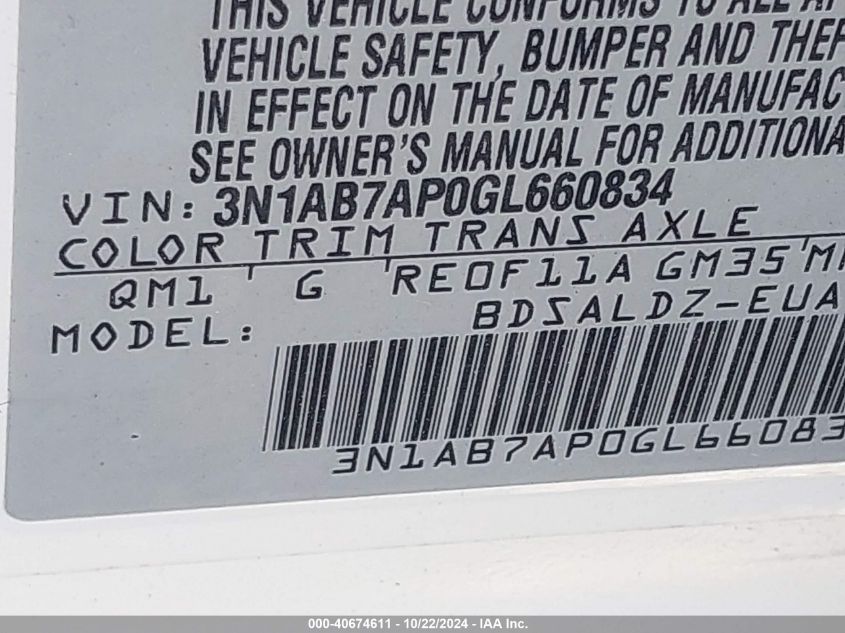 THIS VEHICLE CONFORMS TO ALL AP
VEHICLE SAFETY, BUMPER AND THEF
IN EFFECT ON THE DATE OF MANUFAC
SEE OWNER'S MANUAL FOR ADDITIONA
VIN: 3N1AB7AP0GL660834
COLOR TRIM TRANS AXLE
QM1 G RE0F11A GM35
MODEL: BDSALDZ-EUA
3N1AB7AP0GL66083
000-40674611 - 10/22/2024 - IAA Inc.